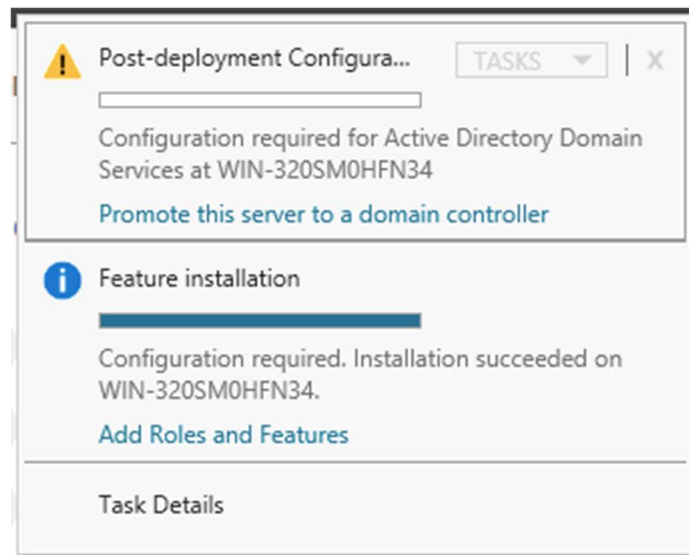 Post-deployment Configura...
TASKS
X
Configuration required for Active Directory Domain
Services at WIN-320SM0HFN34
Promote this server to a domain controller
Feature installation
Configuration required. Installation succeeded on
WIN-320SM0HFN34.
Add Roles and Features
Task Details